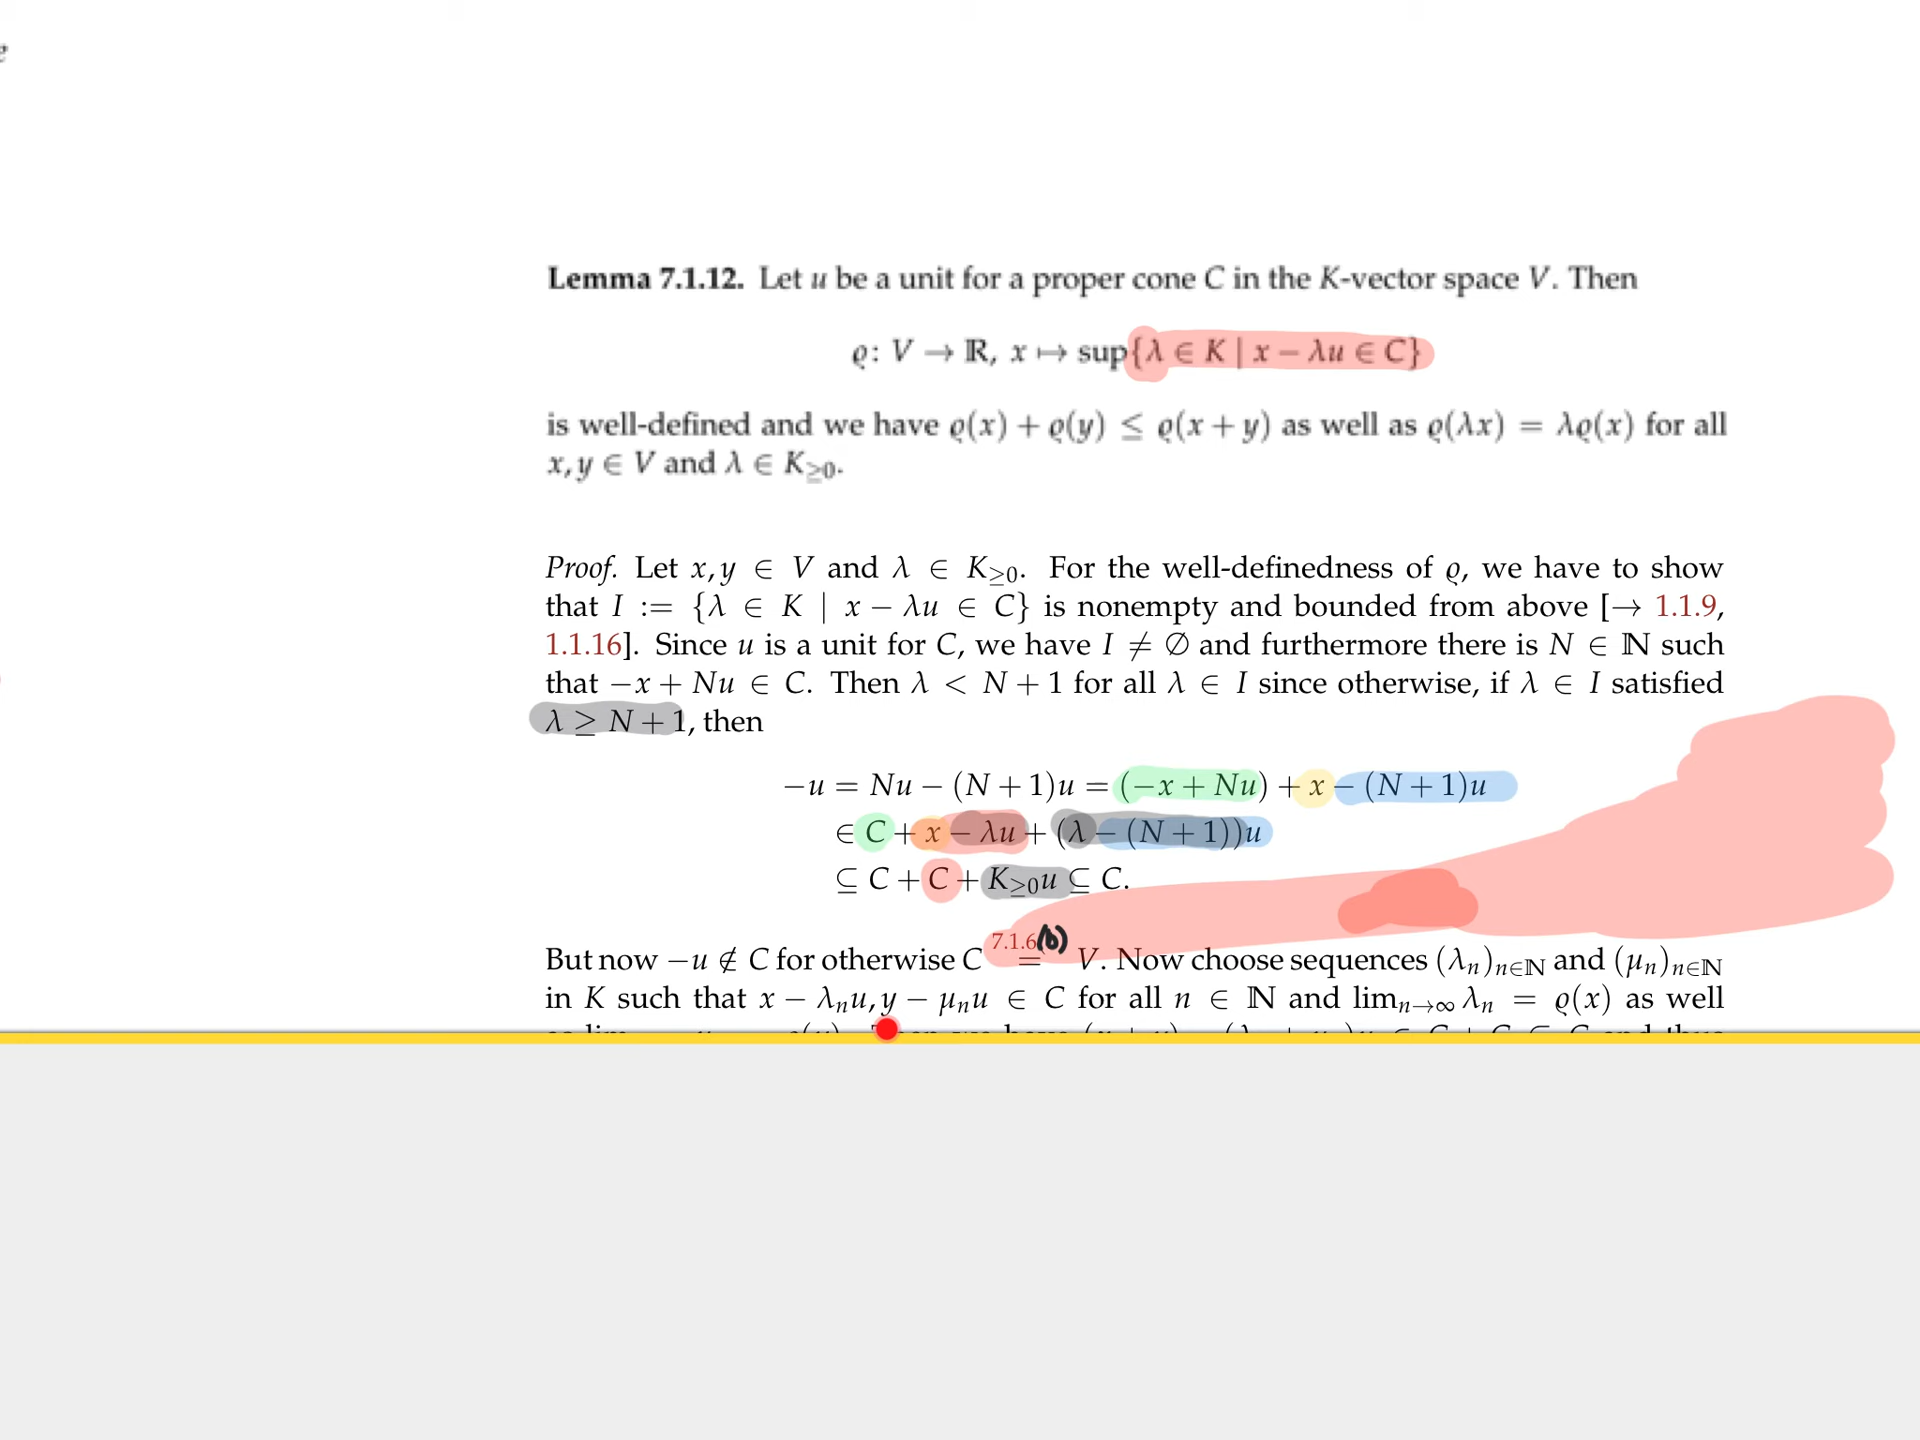 Lemma 7.1.12. Let u be a unit for a proper cone C in the K-vector space V. Then
ϱ: V → ℝ, x ↦ sup{λ ∈ K | x − λu ∈ C}
is well-defined and we have ϱ(x) + ϱ(y) ≤ ϱ(x + y) as well as ϱ(λx) = λϱ(x) for all
x, y ∈ V and λ ∈ K≥0.
Proof. Let x, y ∈ V and λ ∈ K≥0. For the well-definedness of ϱ, we have to show
that I := {λ ∈ K | x − λu ∈ C} is nonempty and bounded from above [→ 1.1.9,
1.1.16]. Since u is a unit for C, we have I ≠ ∅ and furthermore there is N ∈ ℕ such
that −x + Nu ∈ C. Then λ < N + 1 for all λ ∈ I since otherwise, if λ ∈ I satisfied
λ ≥ N + 1, then
−u = Nu − (N + 1)u = (−x + Nu) + x − (N + 1)u
∈ C + x − λu + (λ − (N + 1))u
⊆ C + C + K≥0u ⊆ C.
7.1.6(b)
But now −u ∉ C for otherwise C = V. Now choose sequences (λn)n∈ℕ and (μn)n∈ℕ
in K such that x − λnu, y − μnu ∈ C for all n ∈ ℕ and limn→∞ λn = ϱ(x) as well